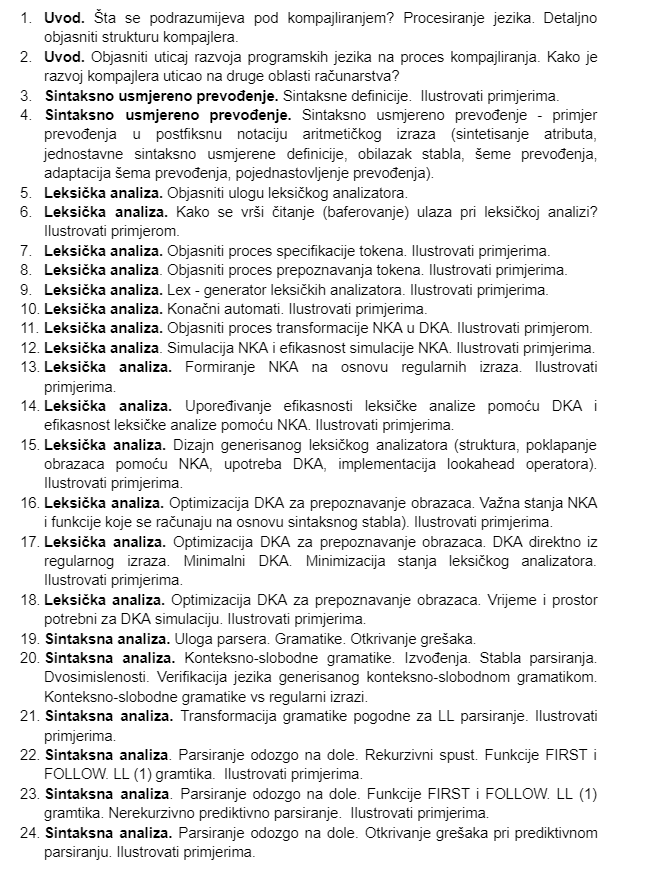 1. Uvod. Šta se podrazumijeva pod kompajliranjem? Procesiranje jezika. Detaljno
objasniti strukturu kompajlera.
2. Uvod. Objasniti uticaj razvoja programskih jezika na proces kompajliranja. Kako je
razvoj kompajlera uticao na druge oblasti računarstva?
3. Sintaksno usmjereno prevođenje. Sintaksne definicije. Ilustrovati primjerima.
4. Sintaksno usmjereno prevođenje. Sintaksno usmjereno prevođenje - primjer
prevođenja u postfiksnu notaciju aritmetičkog izraza (sintetisanje atributa,
jednostavne sintaksno usmjerene definicije, obilazak stabla, šeme prevođenja,
adaptacija šema prevođenja, pojednastovljenje prevođenja).
5. Leksička analiza. Objasniti ulogu leksičkog analizatora.
6. Leksička analiza. Kako se vrši čitanje (baferovanje) ulaza pri leksičkoj analizi?
Ilustrovati primjerom.
7. Leksička analiza. Objasniti proces specifikacije tokena. Ilustrovati primjerima.
8. Leksička analiza. Objasniti proces prepoznavanja tokena. Ilustrovati primjerima.
9. Leksička analiza. Lex - generator leksičkih analizatora. Ilustrovati primjerima.
10. Leksička analiza. Konačni automati. Ilustrovati primjerima.
11. Leksička analiza. Objasniti proces transformacije NKA u DKA. Ilustrovati primjerom.
12. Leksička analiza. Simulacija NKA i efikasnost simulacije NKA. Ilustrovati primjerima.
13. Leksička analiza. Formiranje NKA na osnovu regularnih izraza. Ilustrovati
primjerima.
14. Leksička analiza. Upoređivanje efikasnosti leksičke analize pomoću DKA i
efikasnost leksičke analize pomoću NKA. Ilustrovati primjerima.
15. Leksička analiza. Dizajn generisanog leksičkog analizatora (struktura, poklapanje
obrazaca pomoću NKA, upotreba DKA, implementacija lookahead operatora).
Ilustrovati primjerima.
16. Leksička analiza. Optimizacija DKA za prepoznavanje obrazaca. Važna stanja NKA
i funkcije koje se računaju na osnovu sintaksnog stabla). Ilustrovati primjerima.
17. Leksička analiza. Optimizacija DKA za prepoznavanje obrazaca. DKA direktno iz
regularnog izraza. Minimalni DKA. Minimizacija stanja leksičkog analizatora.
Ilustrovati primjerima.
18. Leksička analiza. Optimizacija DKA za prepoznavanje obrazaca. Vrijeme i prostor
potrebni za DKA simulaciju. Ilustrovati primjerima.
19. Sintaksna analiza. Uloga parsera. Gramatike. Otkrivanje grešaka.
20. Sintaksna analiza. Konteksno-slobodne gramatike. Izvođenja. Stabla parsiranja.
Dvosimislenosti. Verifikacija jezika generisanog konteksno-slobodnom gramatikom.
Konteksno-slobodne gramatike vs regularni izrazi.
21. Sintaksna analiza. Transformacija gramatike pogodne za LL parsiranje. Ilustrovati
primjerima.
22. Sintaksna analiza. Parsiranje odozgo na dole. Rekurzivni spust. Funkcije FIRST i
FOLLOW. LL (1) gramtika. Ilustrovati primjerima.
23. Sintaksna analiza. Parsiranje odozgo na dole. Funkcije FIRST i FOLLOW. LL (1)
gramtika. Nerekurzivno prediktivno parsiranje. Ilustrovati primjerima.
24. Sintaksna analiza. Parsiranje odozgo na dole. Otkrivanje grešaka pri prediktivnom
parsiranju. Ilustrovati primjerima.